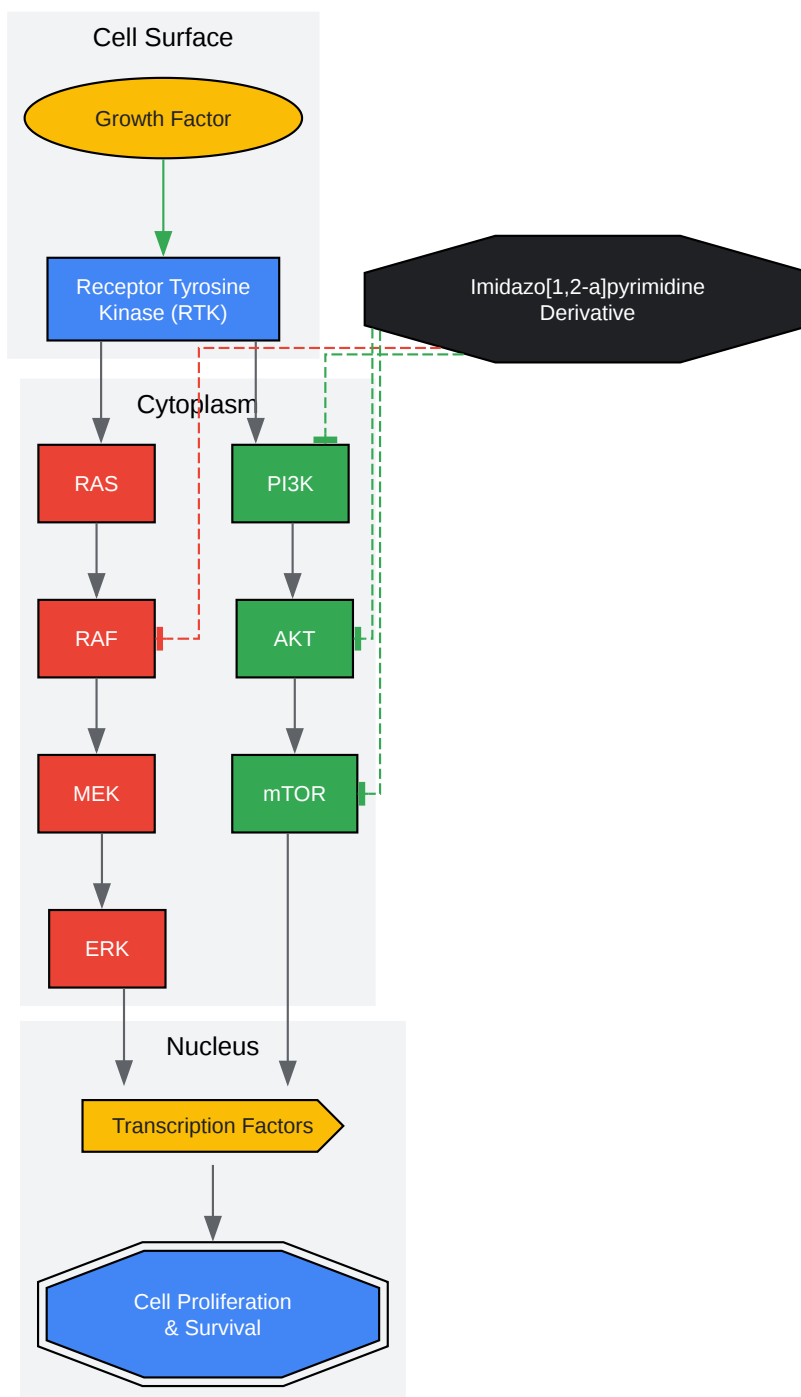 Cell Surface
Growth Factor
Receptor Tyrosine
Kinase (RTK)
Imidazo[1,2-a]pyrimidine
Derivative
Cytoplasm
RAS
PI3K
RAF
AKT
MEK
mTOR
ERK
Nucleus
Transcription Factors
Cell Proliferation
& Survival